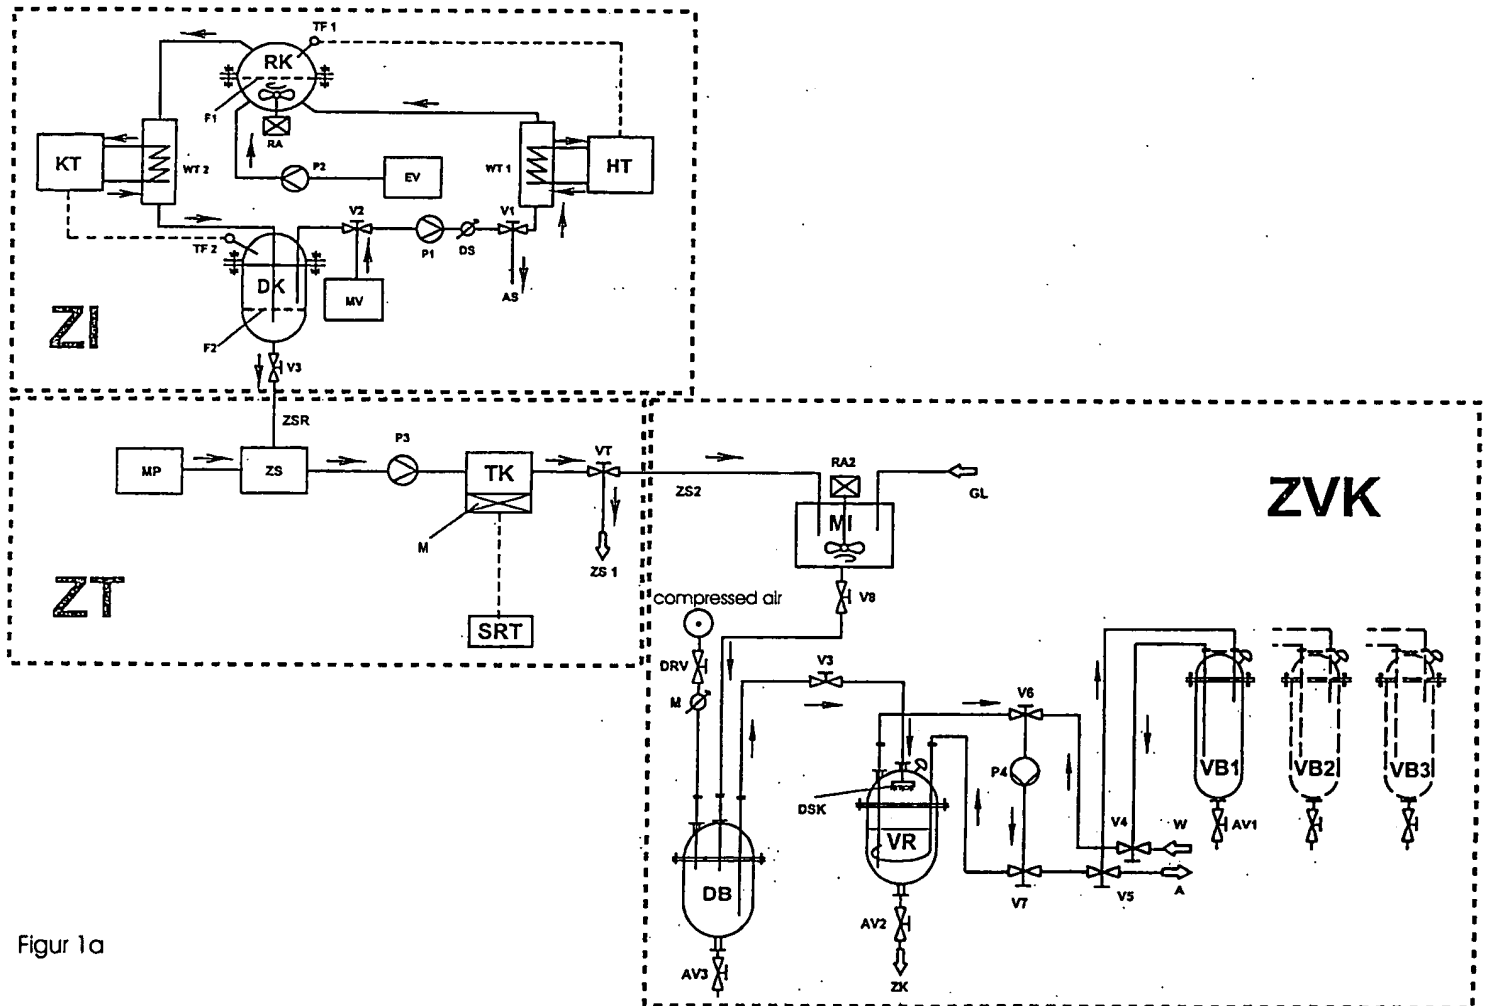 TF 1
RK
F1
RA
KT
WT 2
WT 1
HT
P2
EV
V2
V1
P1
DS
TF 2
DK
MV
AS
ZI
F2
V3
ZSR
P3
VT
MP
ZS
TK
ZS2
RA2
GL
MI
ZVK
M
ZS 1
V8
ZT
SRT
compressed air
DRV
V3
M
V6
P4
VB1
VB2
VB3
DSK
V4
W
AV1
VR
DB
V7
V5
A
AV2
Figur 1a
AV3
ZK